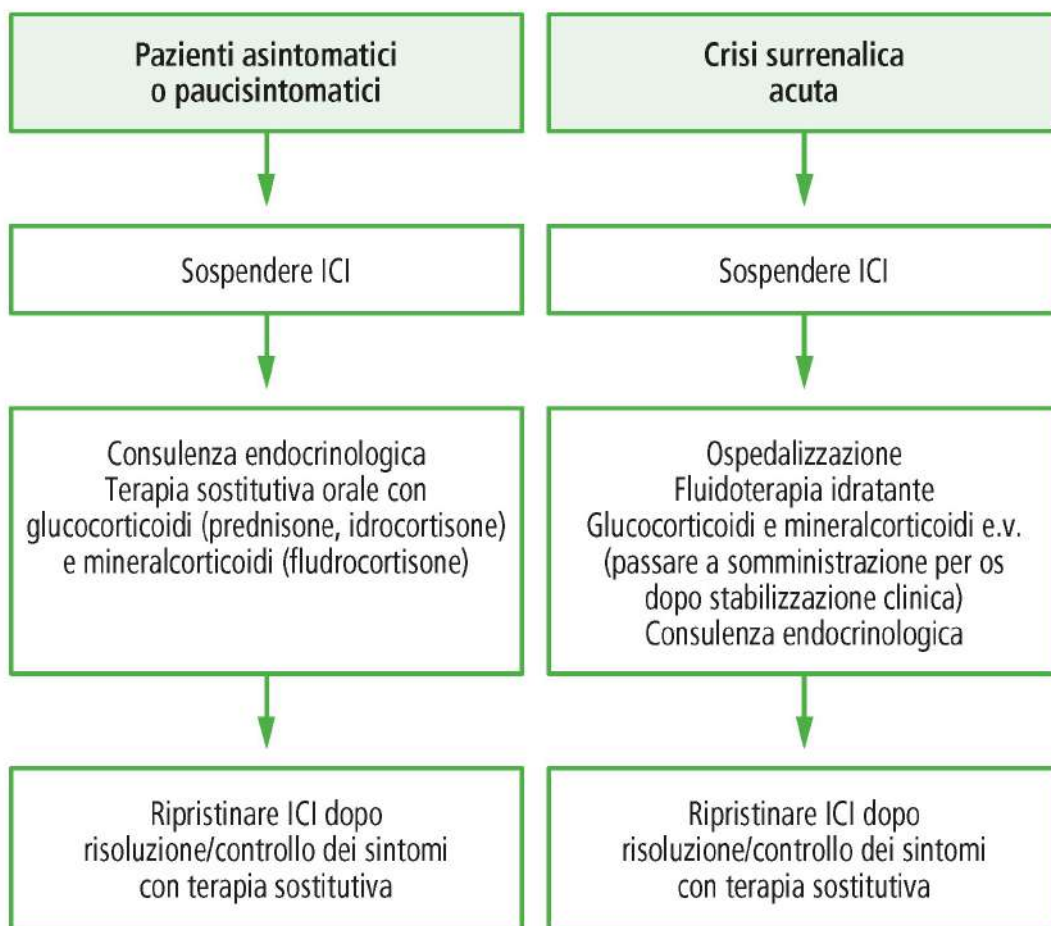 Pazienti asintomatici
o paucisintomatici
Sospendere ICI
Consulenza endocrinologica
Terapia sostitutiva orale con
glucocorticoidi (prednisone, idrocortisone)
e mineralcorticoidi (fludrocortisone)
Ripristinare ICI dopo
risoluzione/controllo dei sintomi
con terapia sostitutiva
Crisi surrenalica
acuta
Sospendere ICI
Ospedalizzazione
Fluidoterapia idratante
Glucocorticoidi e mineralcorticoidi e.v.
(passare a somministrazione per os
dopo stabilizzazione clinica)
Consulenza endocrinologica
Ripristinare ICI dopo
risoluzione/controllo dei sintomi
con terapia sostitutiva